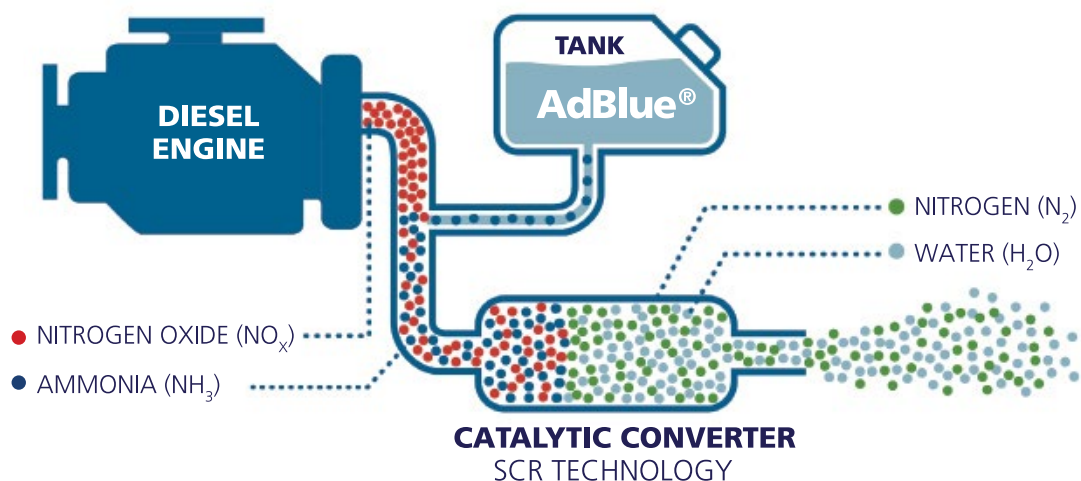 TANK
AdBlue®
DIESEL
ENGINE
NITROGEN (N₂)
WATER (H₂O)
NITROGEN OXIDE (NOₓ)
AMMONIA (NH₃)
CATALYTIC CONVERTER
SCR TECHNOLOGY